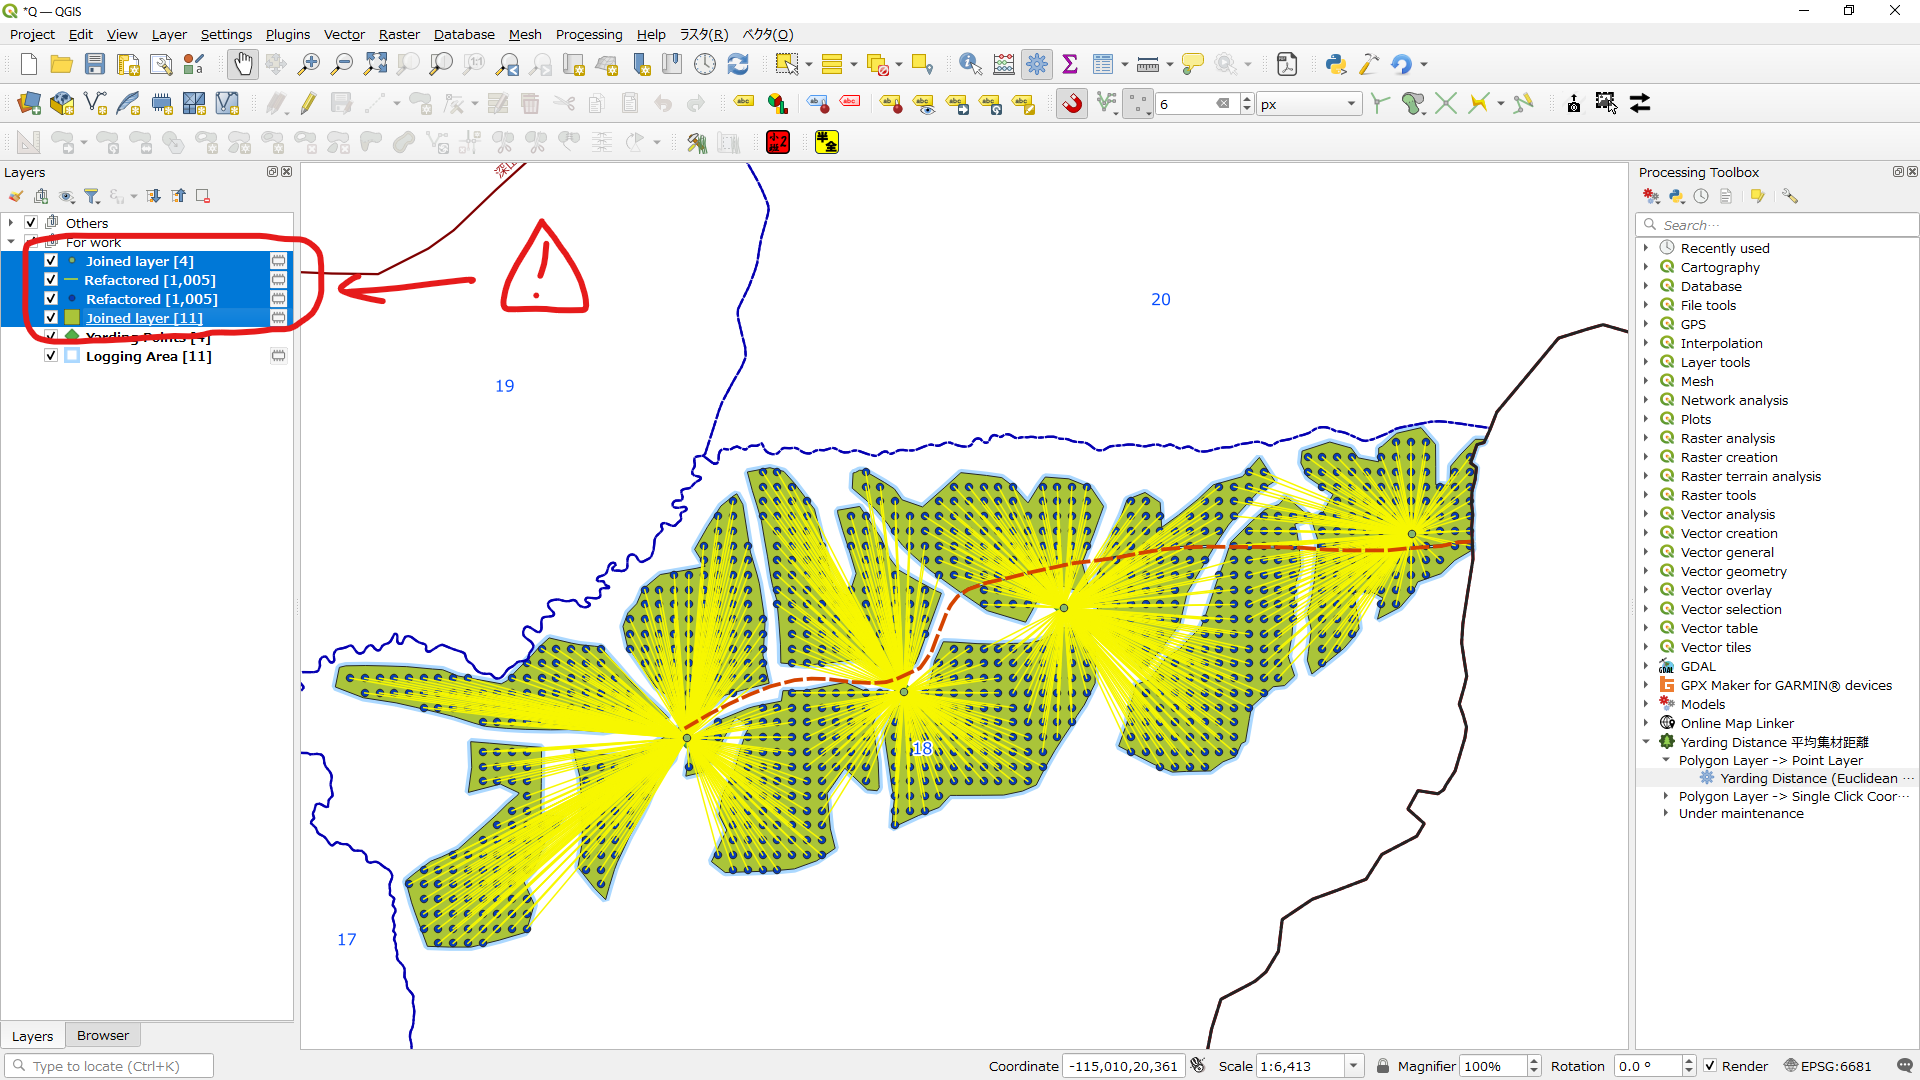 *Q — QGIS
Project Edit View Layer Settings Plugins Vector Raster Database Mesh Processing Help ラスタ(R) ベクタ(O)
6 px
小班 2
半全
Layers
Others
For work
Joined layer [4]
Refactored [1,005]
Refactored [1,005]
Joined layer [11]
Yarding Points [4]
Logging Area [11]
!
20
19
18
17
Processing Toolbox
Search…
Recently used
Cartography
Database
File tools
GPS
Interpolation
Layer tools
Mesh
Network analysis
Plots
Raster analysis
Raster creation
Raster terrain analysis
Raster tools
Vector analysis
Vector creation
Vector general
Vector geometry
Vector overlay
Vector selection
Vector table
Vector tiles
GDAL
GPX Maker for GARMIN® devices
Models
Online Map Linker
Yarding Distance 平均集材距離
Polygon Layer -> Point Layer
Yarding Distance (Euclidean …
Polygon Layer -> Single Click Coor…
Under maintenance
Layers Browser
Type to locate (Ctrl+K) Coordinate -115,010,20,361 Scale 1:6,413 Magnifier 100% Rotation 0.0 ° Render EPSG:6681